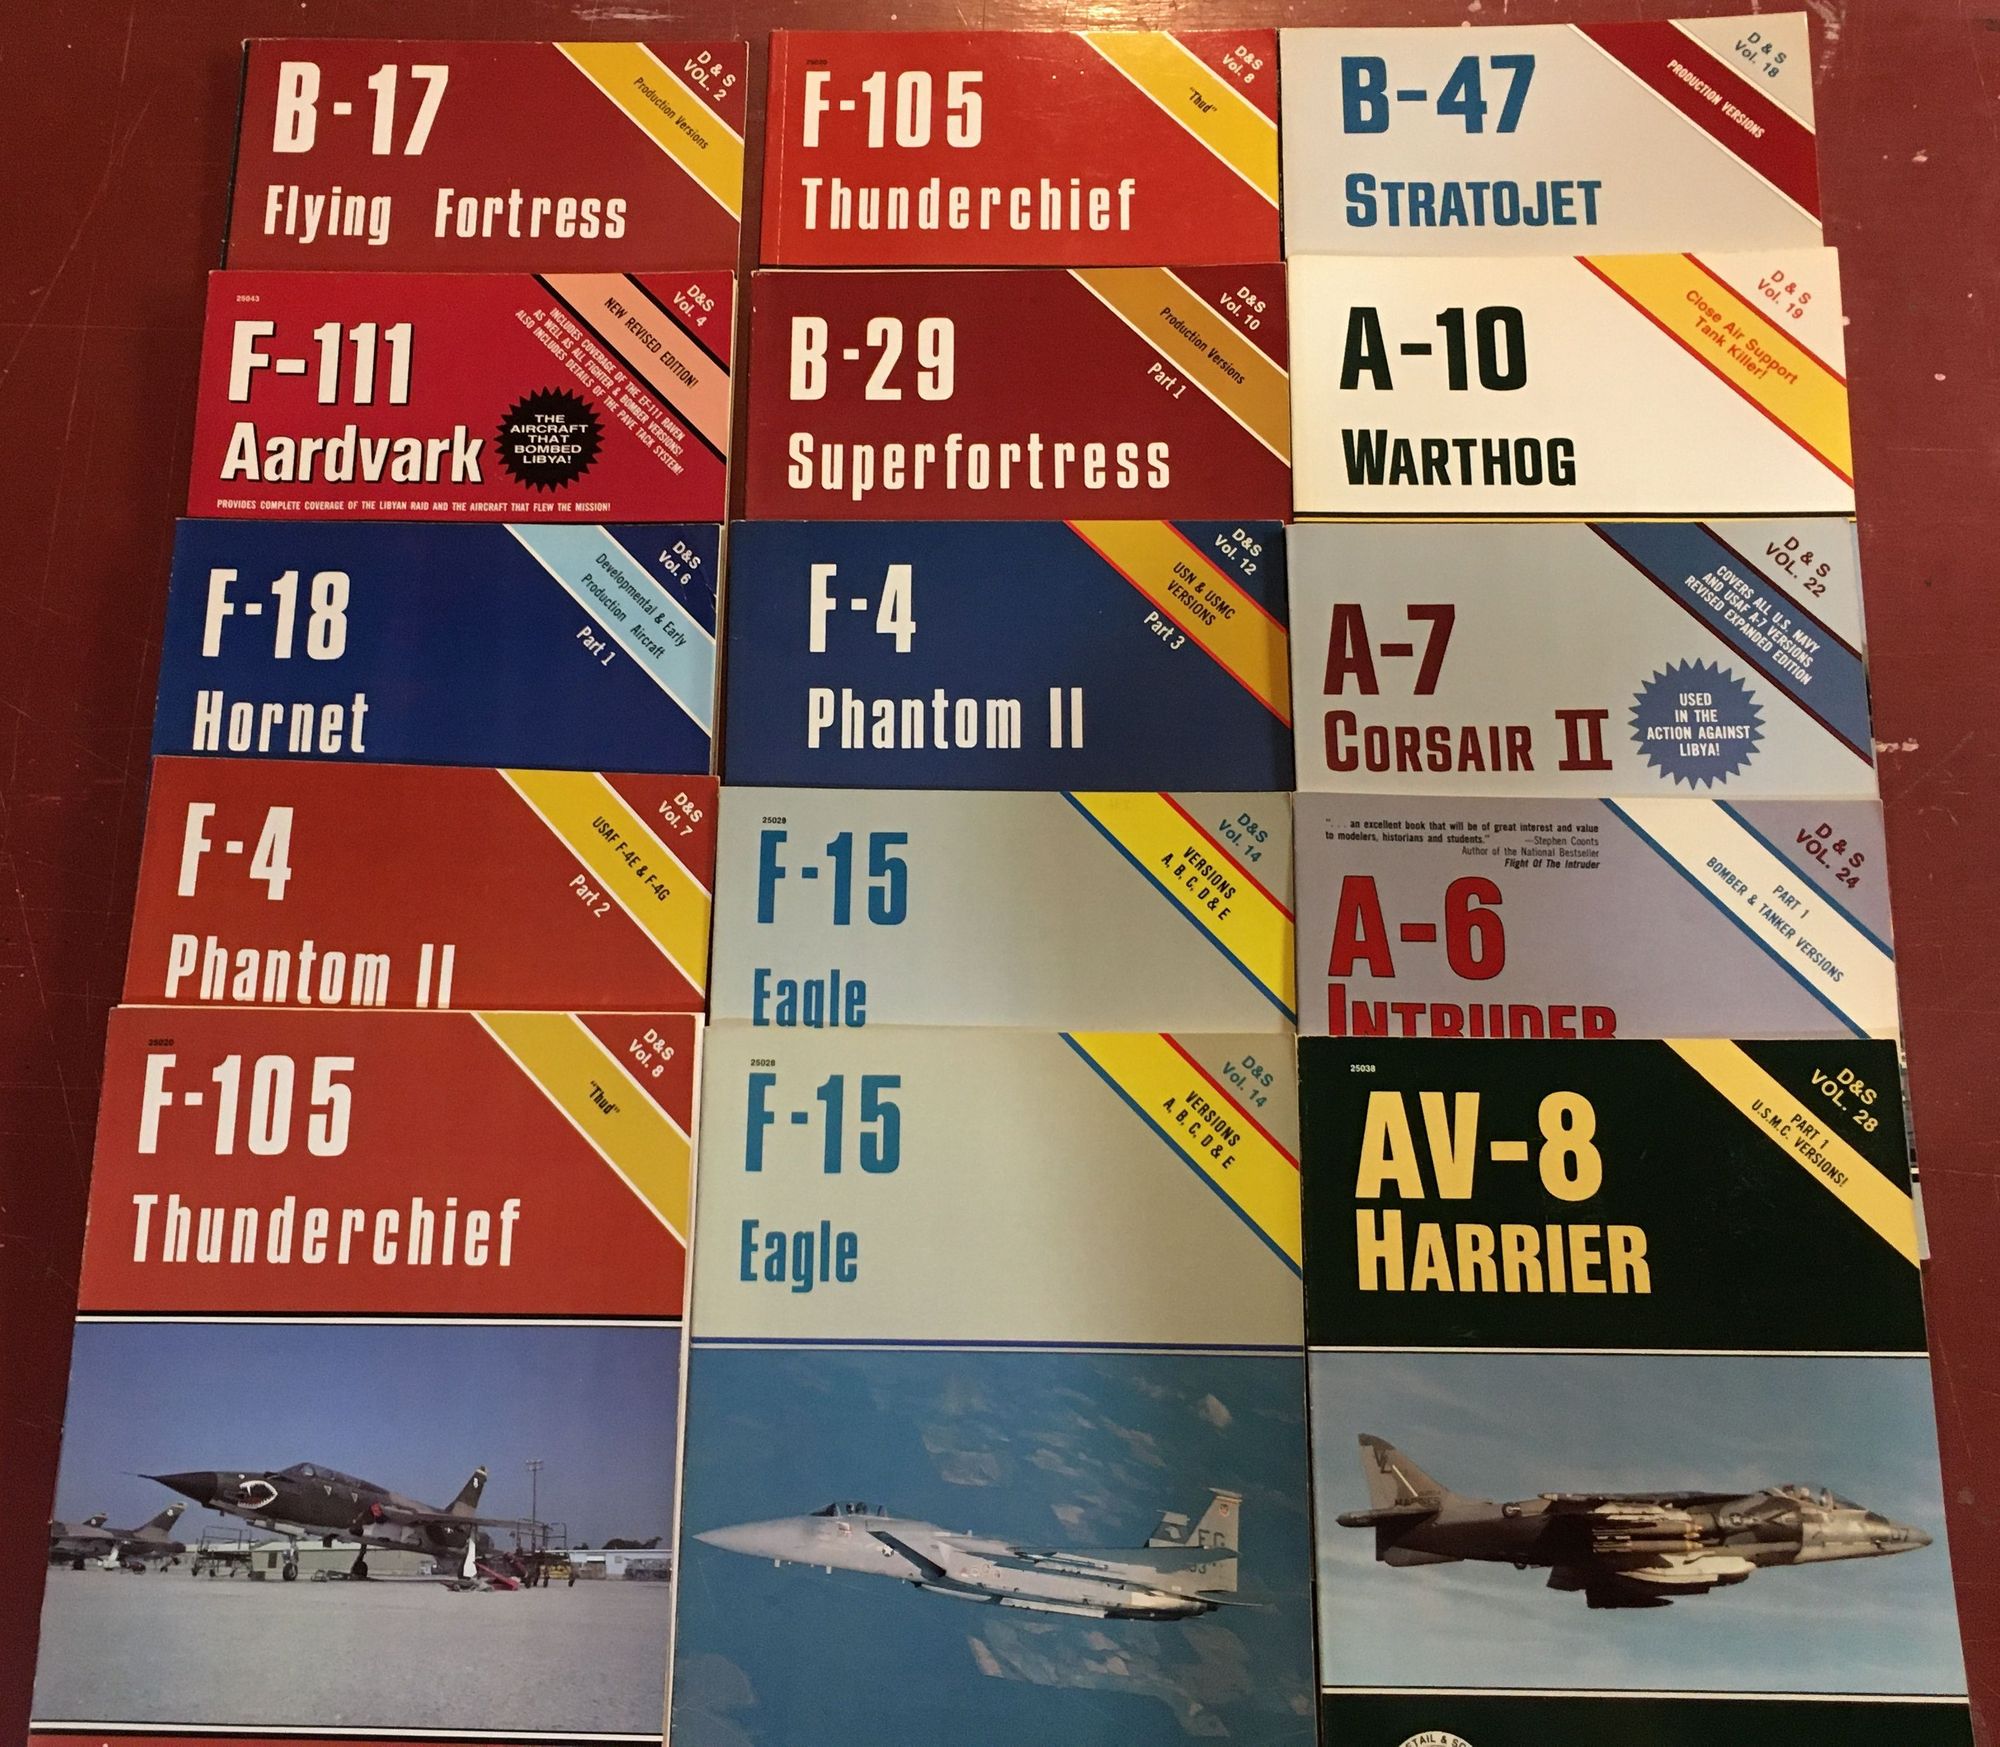 B-17
Flying Fortress
Production Versions
D & S
VOL. 2
25043
F-111
Aardvark
THE
AIRCRAFT
THAT
BOMBED
LIBYA!
INCLUDES COVERAGE OF THE EF-111 RAVEN
AS WELL AS ALL FIGHTER & BOMBER VERSIONS!
ALSO INCLUDES DETAILS OF THE PAVE TACK SYSTEM!
NEW REVISED EDITION!
D&S
Vol. 4
PROVIDES COMPLETE COVERAGE OF THE LIBYAN RAID AND THE AIRCRAFT THAT FLEW THE MISSION!
F-18
Hornet
Part 1
Developmental & Early
Production Aircraft
D&S
Vol. 6
F-4
Phantom II
Part 2
USAF F-4E & F-4G
D&S
Vol. 7
25020
F-105
Thunderchief
"Thud"
D&S
Vol. 8
25020
F-105
Thunderchief
"Thud"
D&S
Vol. 8
B-29
Superfortress
Part 1
Production Versions
D&S
Vol. 10
F-4
Phantom II
Part 3
USN & USMC
VERSIONS
D&S
Vol. 12
25028
F-15
Eagle
VERSIONS
A, B, C, D & E
D&S
Vol. 14
25028
F-15
Eagle
VERSIONS
A, B, C, D & E
D&S
Vol. 14
EG
B-47
STRATOJET
PRODUCTION VERSIONS
D & S
Vol. 18
A-10
WARTHOG
Close Air Support
Tank Killer!
D & S
Vol. 19
A-7
CORSAIR II
USED
IN THE
ACTION AGAINST
LIBYA!
COVERS ALL U.S. NAVY
AND USAF A-7 VERSIONS
REVISED EXPANDED EDITION
D & S
VOL. 22
". . . an excellent book that will be of great interest and value
to modelers, historians and students."
—Stephen Coonts
Author of the National Bestseller
Flight Of The Intruder
A-6
INTRUDER
PART 1
BOMBER & TANKER VERSIONS
D & S
VOL. 24
25038
AV-8
HARRIER
PART 1
U.S.M.C. VERSIONS!
D&S
VOL. 28
VL
MARINES
07